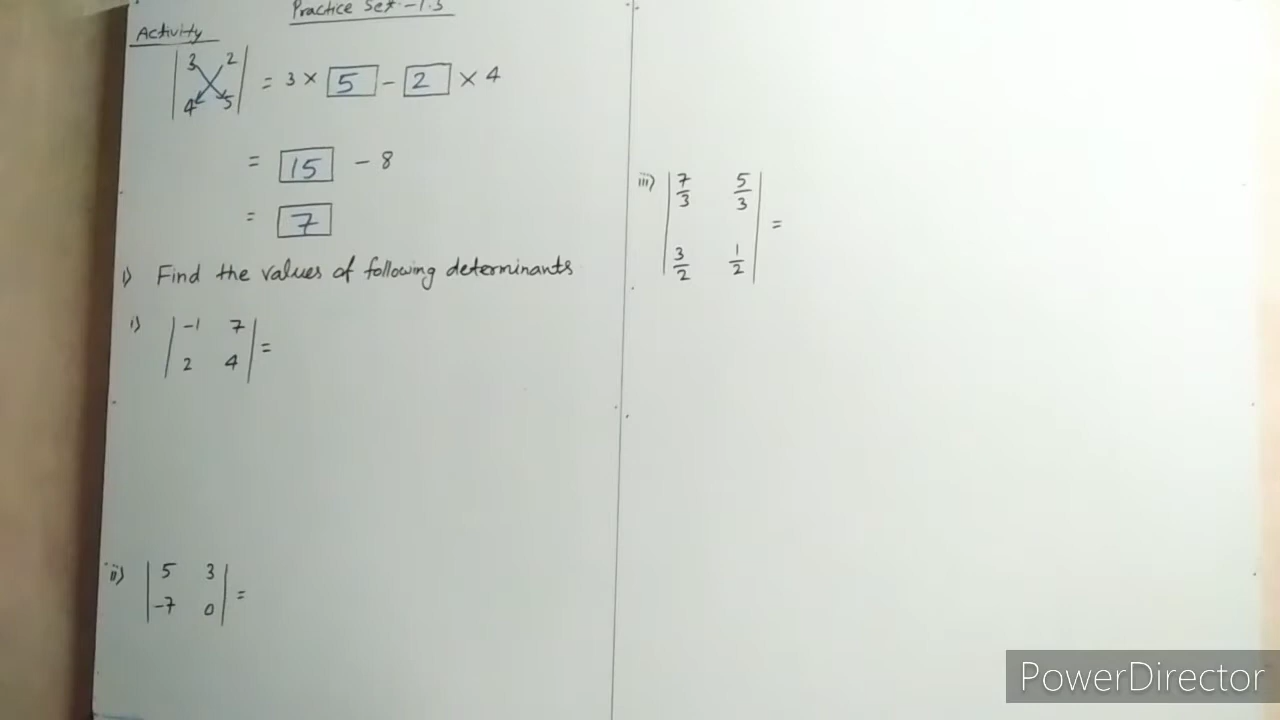 Practice Set - 1.3
Activity
| 3 2 | = 3 × 5 - 2 × 4
| 4 5 |
= 15 - 8
= 7
1) Find the values of following determinants
i) | -1 7 | =
| 2 4 |
ii) | 5 3 | =
| -7 0 |
iii) | 7/3 5/3 | =
| 3/2 1/2 |
PowerDirector